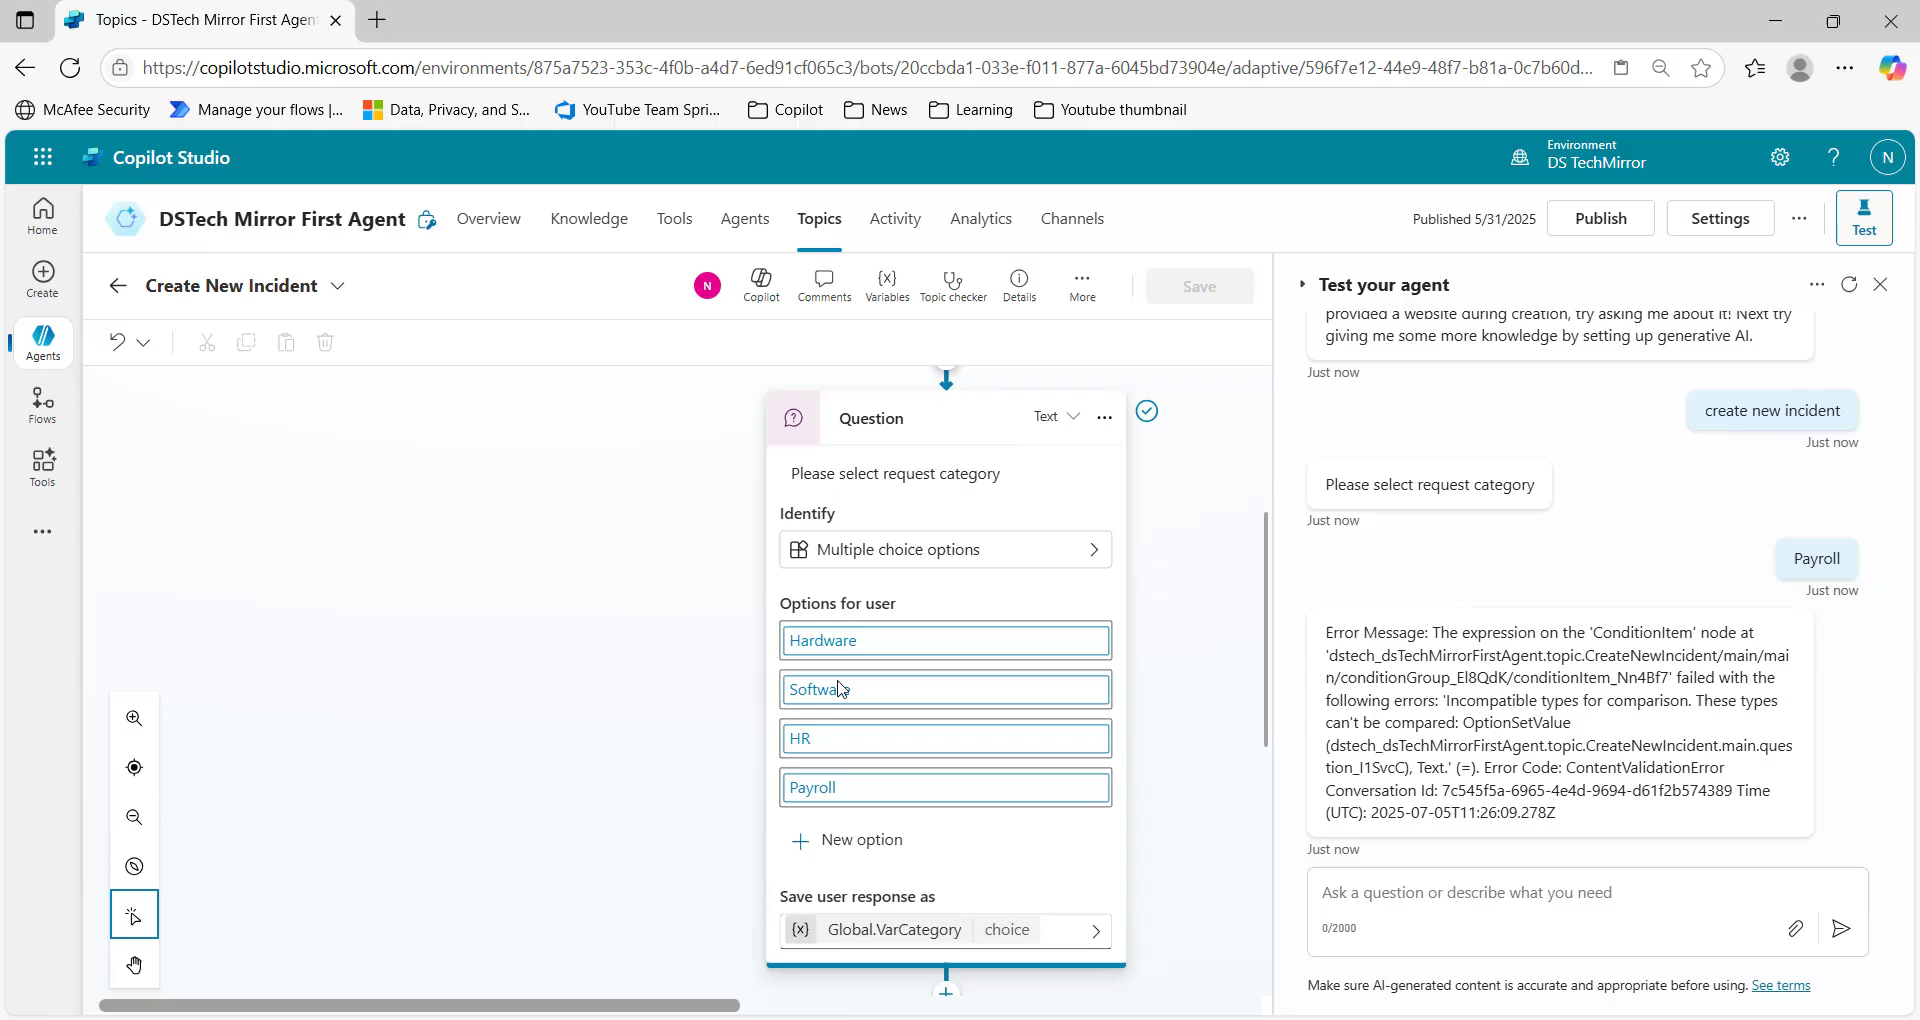 Topics - DSTech Mirror First Agen
https://copilotstudio.microsoft.com/environments/875a7523-353c-4f0b-a4d7-6ed91cf065c3/bots/20ccbda1-033e-f011-877a-6045bd73904e/adaptive/596f7e12-44e9-48f7-b81a-0c7b60d...
McAfee Security
Manage your flows |...
Data, Privacy, and S...
YouTube Team Spri...
Copilot
News
Learning
Youtube thumbnail
Copilot Studio
Environment
DS TechMirror
N
Home
Create
Agents
Flows
Tools
DSTech Mirror First Agent
Overview
Knowledge
Tools
Agents
Topics
Activity
Analytics
Channels
Published 5/31/2025
Publish
Settings
Test
Create New Incident
N
Copilot
Comments
Variables
Topic checker
Details
More
Save
Question
Text
Please select request category
Identify
Multiple choice options
Options for user
Hardware
Software
HR
Payroll
New option
Save user response as
{x} Global.VarCategory choice
Test your agent
provided a website during creation, try asking me about it! Next try
giving me some more knowledge by setting up generative AI.
Just now
create new incident
Just now
Please select request category
Just now
Payroll
Just now
Error Message: The expression on the 'ConditionItem' node at
'dstech_dsTechMirrorFirstAgent.topic.CreateNewIncident/main/mai
n/conditionGroup_El8QdK/conditionItem_Nn4Bf7' failed with the
following errors: 'Incompatible types for comparison. These types
can't be compared: OptionSetValue
(dstech_dsTechMirrorFirstAgent.topic.CreateNewIncident.main.ques
tion_I1SvcC), Text.' (=). Error Code: ContentValidationError
Conversation Id: 7c545f5a-6965-4e4d-9694-d61f2b574389 Time
(UTC): 2025-07-05T11:26:09.278Z
Just now
Ask a question or describe what you need
0/2000
Make sure AI-generated content is accurate and appropriate before using. See terms